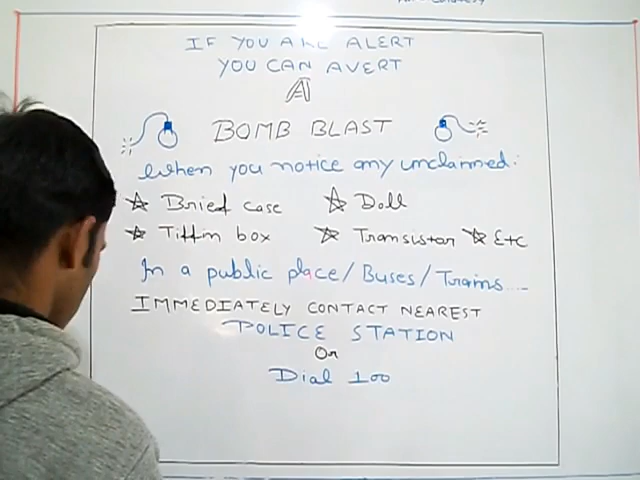 IF YOU ARE ALERT
YOU CAN AVERT
A
BOMB BLAST
When you notice any unclaimed:
☆ Bried case ☆ Doll
☆ Tiffin box ☆ Transistor ☆ Etc
In a public place/Buses/Trains...
IMMEDIATELY CONTACT NEAREST
POLICE STATION
Or
Dial 100